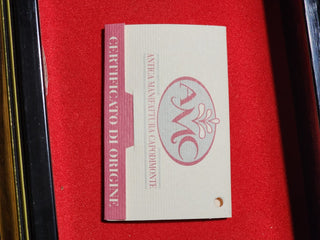 AMC
ANTICA MANIFATTURA CAPODIMONTE
CERTIFICATO DI ORIGINE